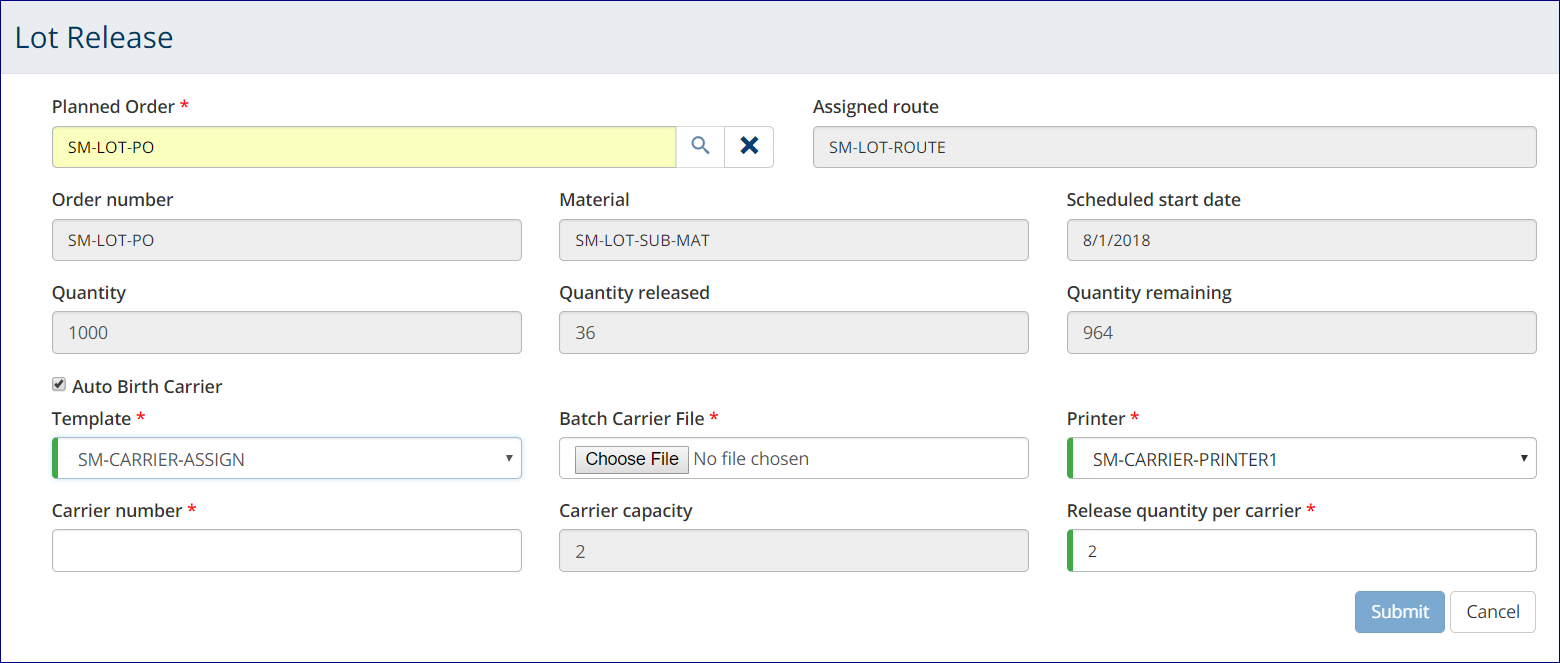 Lot Release
Planned Order * Assigned route
SM-LOT-PO SM-LOT-ROUTE
Order number Material Scheduled start date
SM-LOT-PO SM-LOT-SUB-MAT 8/1/2018
Quantity Quantity released Quantity remaining
1000 36 964
Auto Birth Carrier
Template * Batch Carrier File * Printer *
SM-CARRIER-ASSIGN Choose File No file chosen SM-CARRIER-PRINTER1
Carrier number * Carrier capacity Release quantity per carrier *
2 2
Submit Cancel